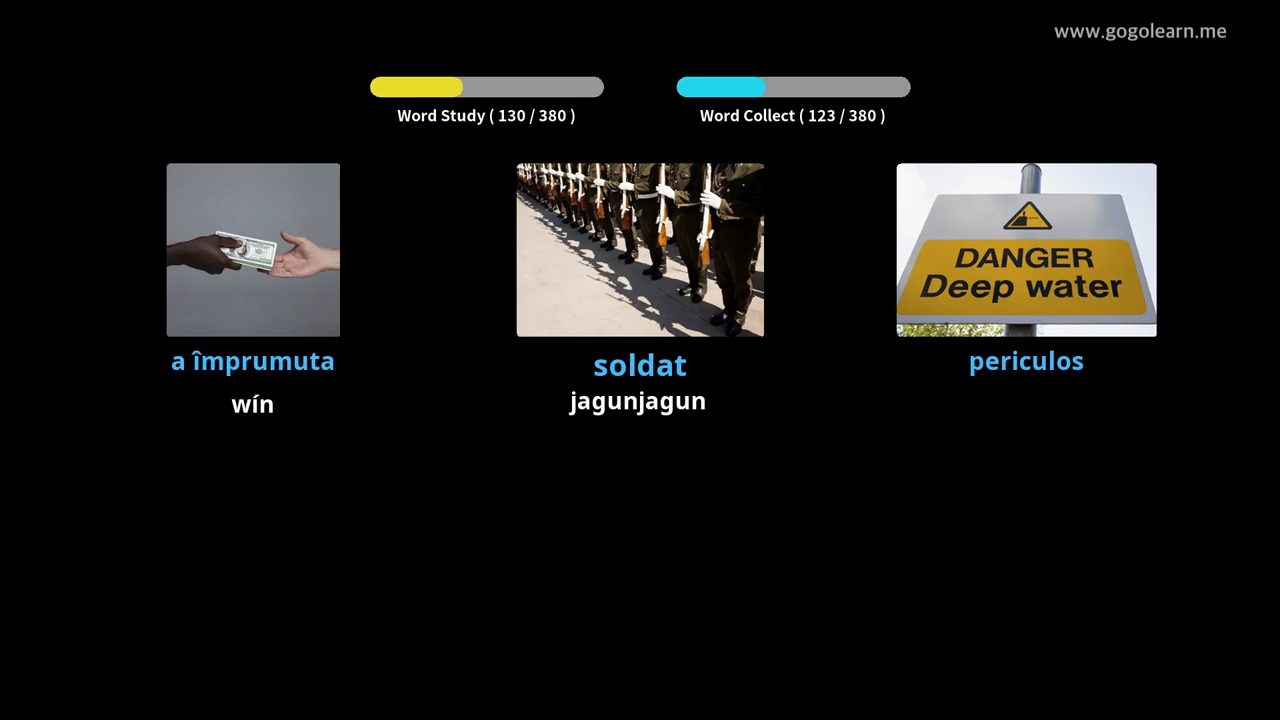 www.gogolearn.me
Word Study ( 130 / 380 )
Word Collect ( 123 / 380 )
DANGER
Deep water
a împrumuta
soldat
periculos
wín
jagunjagun